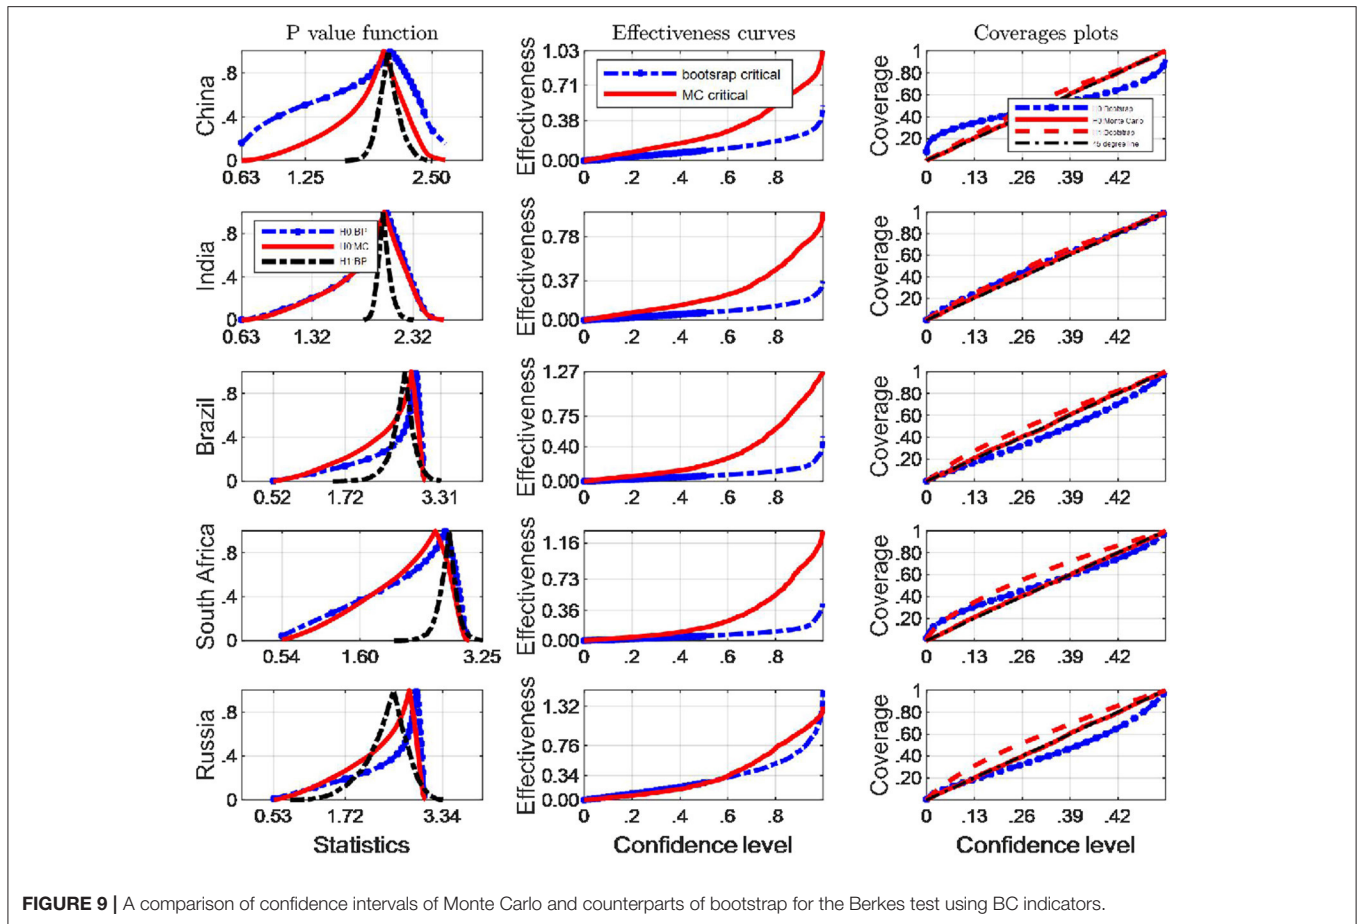 P value function
Effectiveness curves
Coverages plots
China
.8
.4
0
0.63 1.25 2.50
Effectiveness
1.03
0.71
0.33
0.00
0 .2 .4 .6 .8
bootsrap critical
MC critical
Coverage
1
.80
.60
.40
.20
0 .13 .26 .39 .42
H0:Bootstrap
H0:Monte Carlo
H1:Bootstrap
45 degree line
India
.8
.4
0
0.63 1.32 2.32
H0:BP
H0:MC
H1:BP
Effectiveness
0.78
0.37
0.00
0 .2 .4 .6 .8
Coverage
1
.80
.60
.40
.20
0 .13 .26 .39 .42
Brazil
.8
.4
0
0.52 1.72 3.31
Effectiveness
1.27
0.75
0.40
0.00
0 .2 .4 .6 .8
Coverage
1
.80
.60
.40
.20
0 .13 .26 .39 .42
South Africa
.8
.4
0
0.54 1.60 3.25
Effectiveness
1.16
0.73
0.36
0.00
0 .2 .4 .6 .8
Coverage
1
.80
.60
.40
.20
0 .13 .26 .39 .42
Russia
.8
.4
0
0.53 1.72 3.34
Statistics
Effectiveness
1.32
0.76
0.34
0.00
0 .2 .4 .6 .8
Confidence level
Coverage
1
.80
.60
.40
.20
0 .13 .26 .39 .42
Confidence level
FIGURE 9 | A comparison of confidence intervals of Monte Carlo and counterparts of bootstrap for the Berkes test using BC indicators.